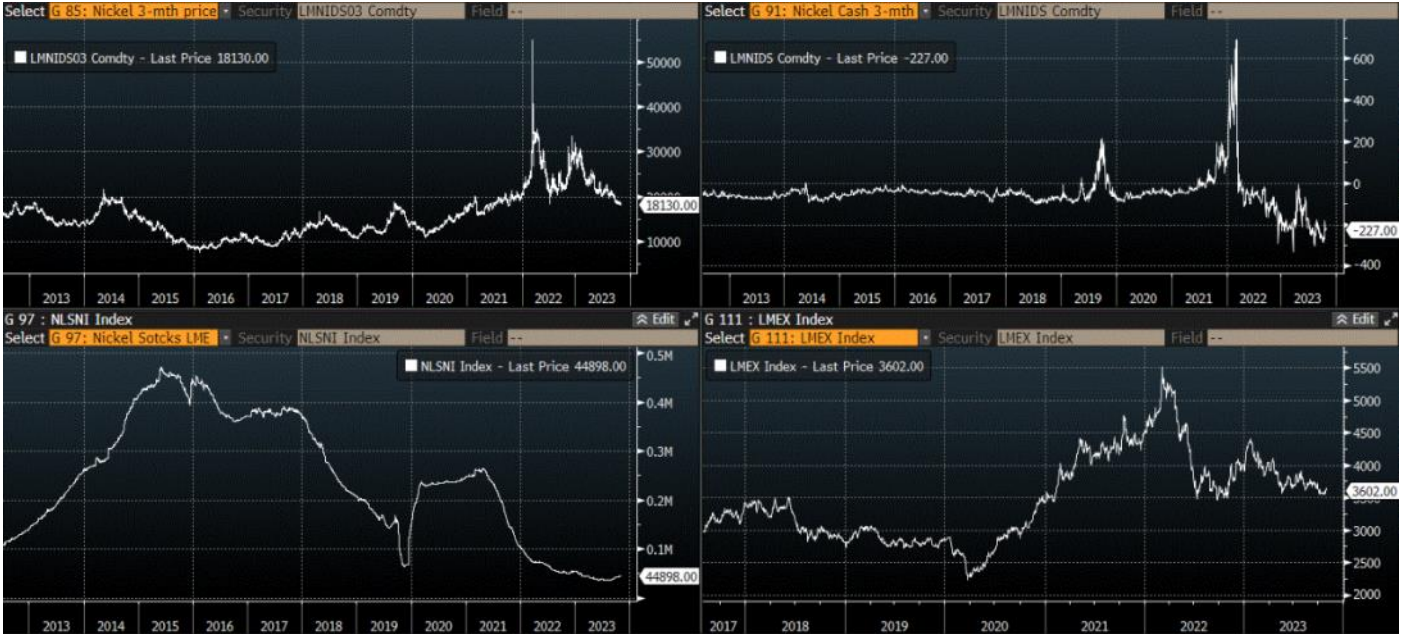 Select G 85: Nickel 3-mth price Security LMNIDS03 Comdty Field --
LMNIDS03 Comdty - Last Price 18130.00
50000
40000
30000
20000
18130.00
10000
2013 2014 2015 2016 2017 2018 2019 2020 2021 2022 2023
Select G 91: Nickel Cash 3-mth Security LMNIDS Comdty Field --
LMNIDS Comdty - Last Price -227.00
600
400
200
0
-227.00
-400
2013 2014 2015 2016 2017 2018 2019 2020 2021 2022 2023
G 97 : NLSNI Index Edit
Select G 97: Nickel Sotcks LME Security NLSNI Index Field --
NLSNI Index - Last Price 44898.00
0.5M
0.4M
0.3M
0.2M
0.1M
44898.00
2013 2014 2015 2016 2017 2018 2019 2020 2021 2022 2023
G 111 : LMEX Index Edit
Select G 111: LMEX Index Security LMEX Index Field --
LMEX Index - Last Price 3602.00
5500
5000
4500
4000
3602.00
3000
2500
2000
2017 2018 2019 2020 2021 2022 2023